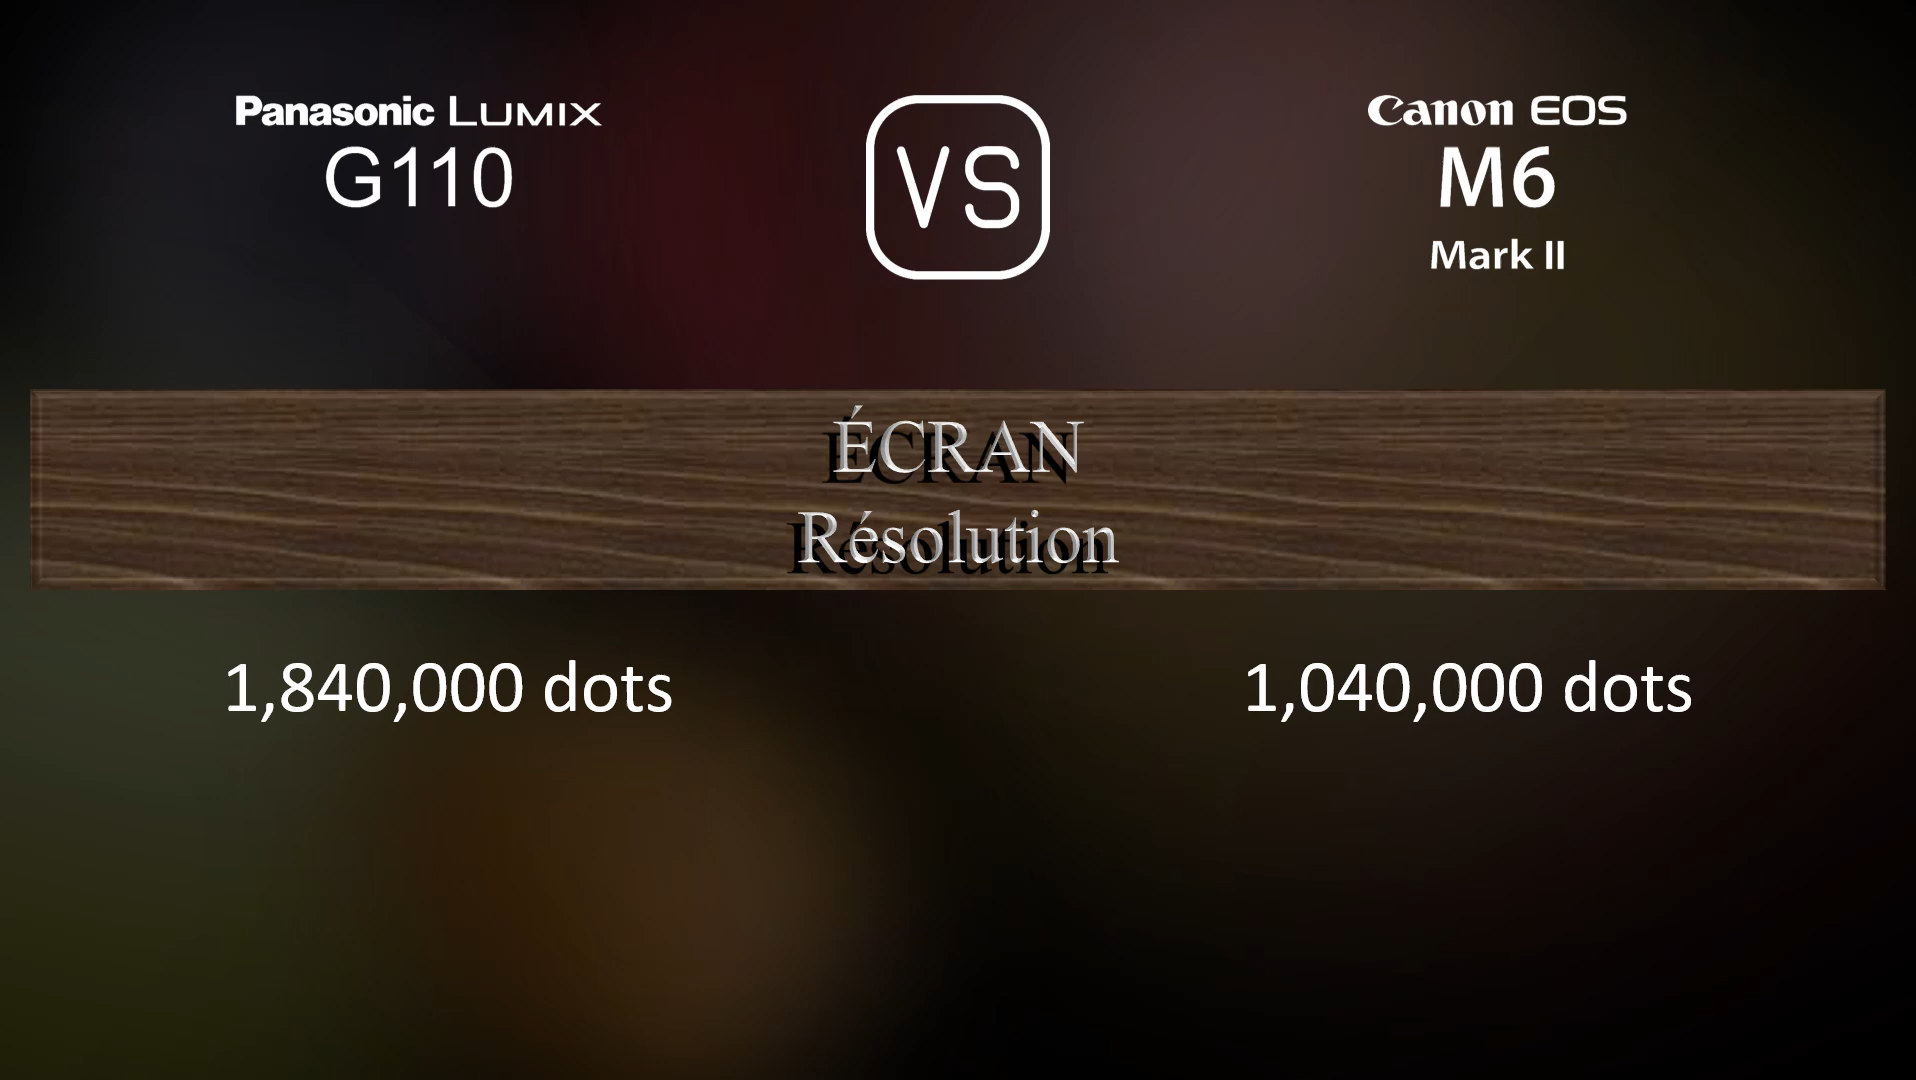 Panasonic LUMIX
G110
VS
Canon EOS
M6
Mark II
ÉCRAN
Résolution
1,840,000 dots
1,040,000 dots